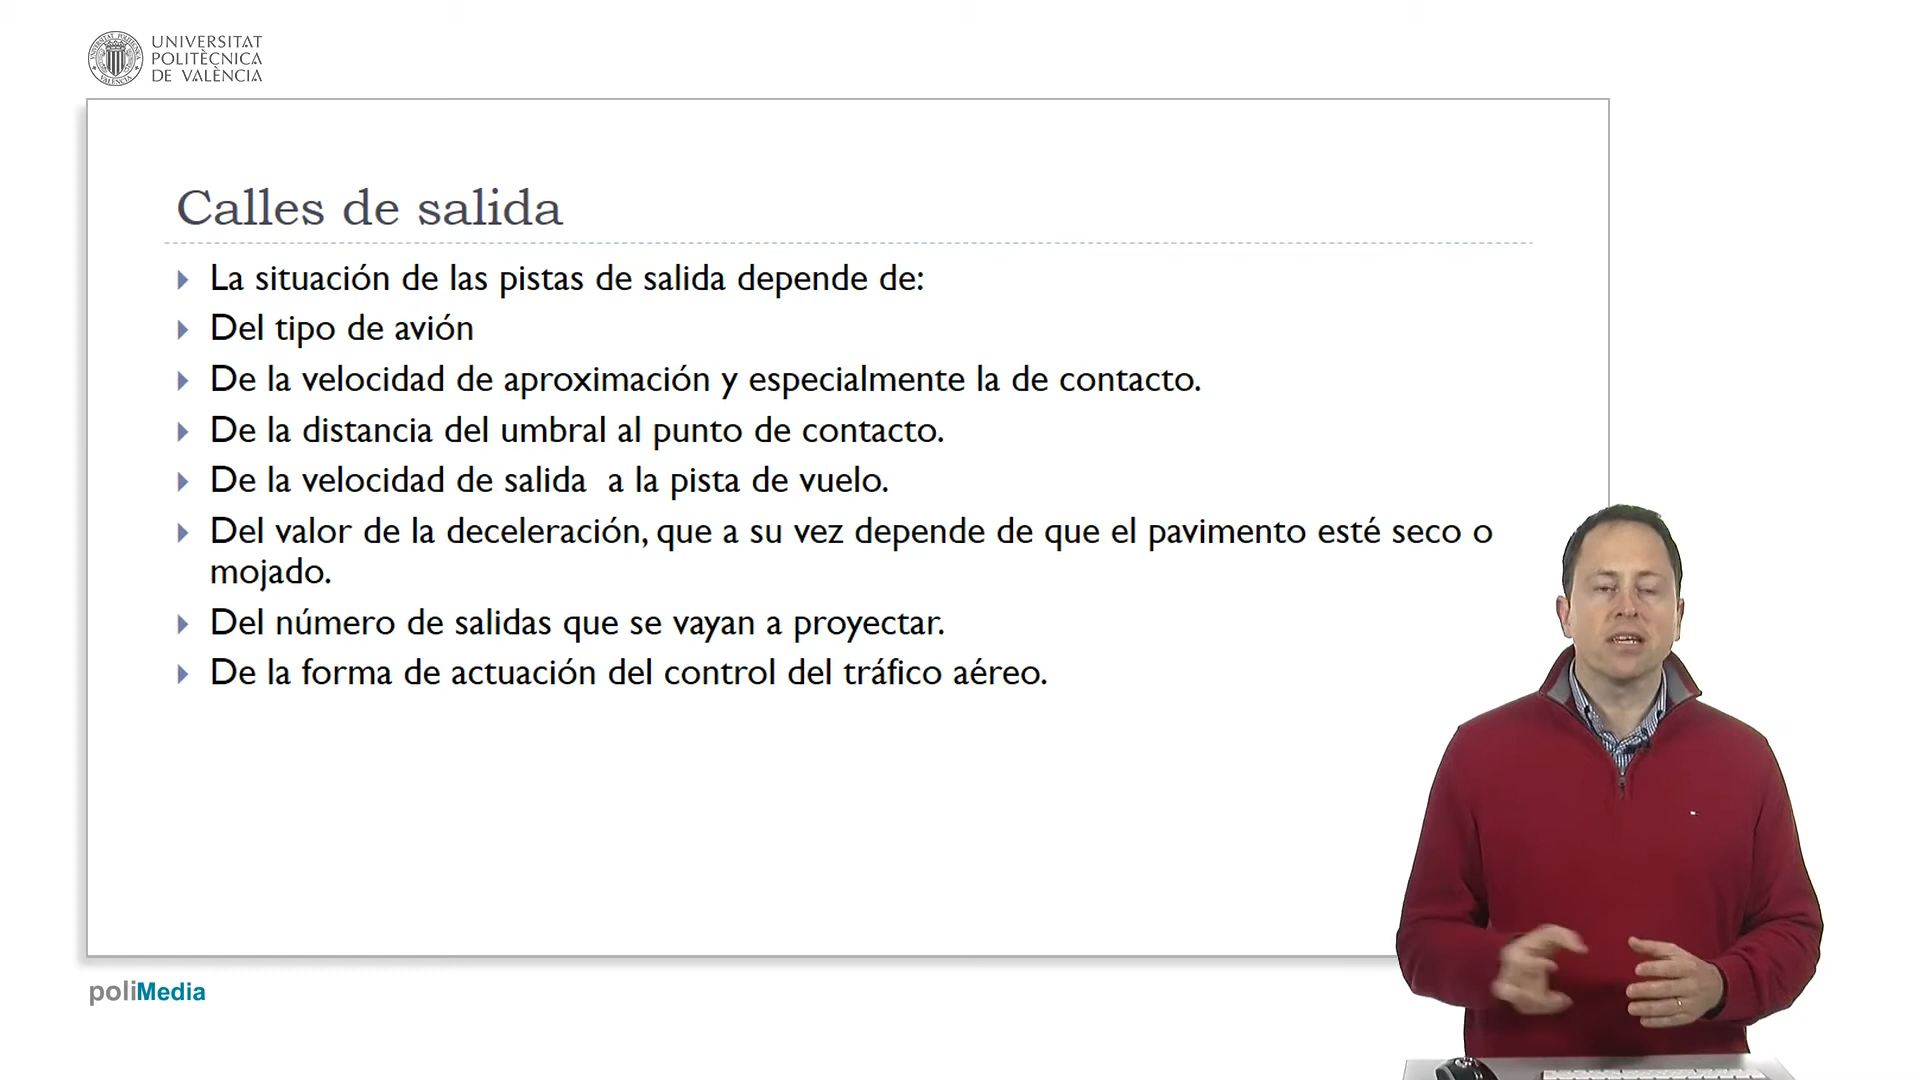 UNIVERSITAT
POLITÈCNICA
DE VALÈNCIA
Calles de salida
La situación de las pistas de salida depende de:
Del tipo de avión
De la velocidad de aproximación y especialmente la de contacto.
De la distancia del umbral al punto de contacto.
De la velocidad de salida  a la pista de vuelo.
Del valor de la deceleración, que a su vez depende de que el pavimento esté seco o
mojado.
Del número de salidas que se vayan a proyectar.
De la forma de actuación del control del tráfico aéreo.
poliMedia